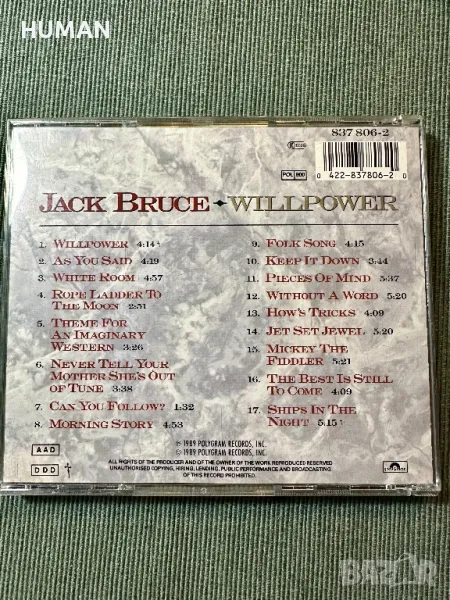 HUMAN
837 806-2
0 422-837806-2 0
POL 900
JACK BRUCE ✦ WILLPOWER
1. WILLPOWER 4:14†
2. AS YOU SAID 4:19
3. WHITE ROOM 4:57
4. ROPE LADDER TO
THE MOON 2:51
5. THEME FOR
AN IMAGINARY
WESTERN 3:26
6. NEVER TELL YOUR
MOTHER SHE'S OUT
OF TUNE 3:38
7. CAN YOU FOLLOW? 1:32
8. MORNING STORY 4:53
9. FOLK SONG 4:15
10. KEEP IT DOWN 3:44
11. PIECES OF MIND 5:37
12. WITHOUT A WORD 5:20
13. HOW'S TRICKS 4:09
14. JET SET JEWEL 5:20
15. MICKEY THE
FIDDLER 5:21
16. THE BEST IS STILL
TO COME 4:09
17. SHIPS IN THE
NIGHT 5:15†
℗ 1989 POLYGRAM RECORDS, INC.
© 1989 POLYGRAM RECORDS, INC.
ALL RIGHTS OF THE PRODUCER AND OF THE OWNER OF THE WORK REPRODUCED RESERVED
UNAUTHORISED COPYING, HIRING, LENDING, PUBLIC PERFORMANCE AND BROADCASTING
OF THIS RECORD PROHIBITED.
AAD
DDD †
polydor
bazar.bg